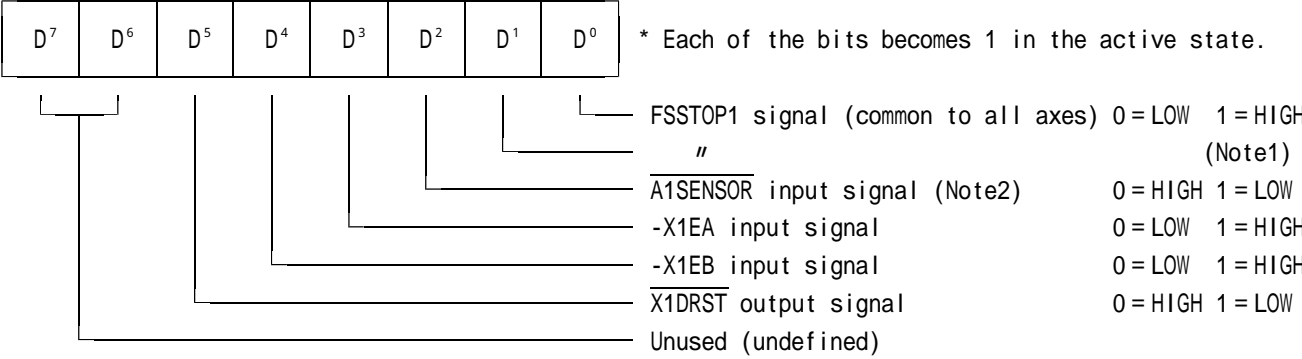 D⁷ D⁶ D⁵ D⁴ D³ D² D¹ D⁰ * Each of the bits becomes 1 in the active state.
FSSTOP1 signal (common to all axes) 0=LOW 1=HIGH
〃 (Note1)
A1SENSOR input signal (Note2) 0=HIGH 1=LOW
-X1EA input signal 0=LOW 1=HIGH
-X1EB input signal 0=LOW 1=HIGH
X1DRST output signal 0=HIGH 1=LOW
Unused (undefined)